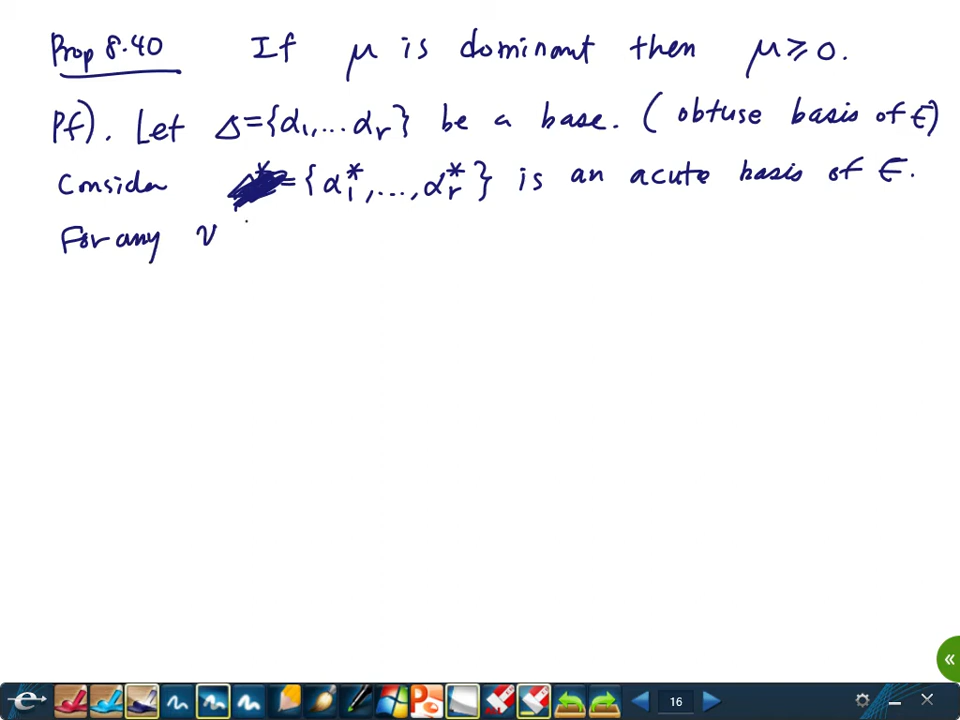 Prop 8.40 If μ is dominant then μ ≥ 0.
Pf). Let Δ={α₁,...αᵣ} be a base. ( obtuse basis of E)
Consider = {α₁*,...,αᵣ*} is an acute basis of E.
For any v
16